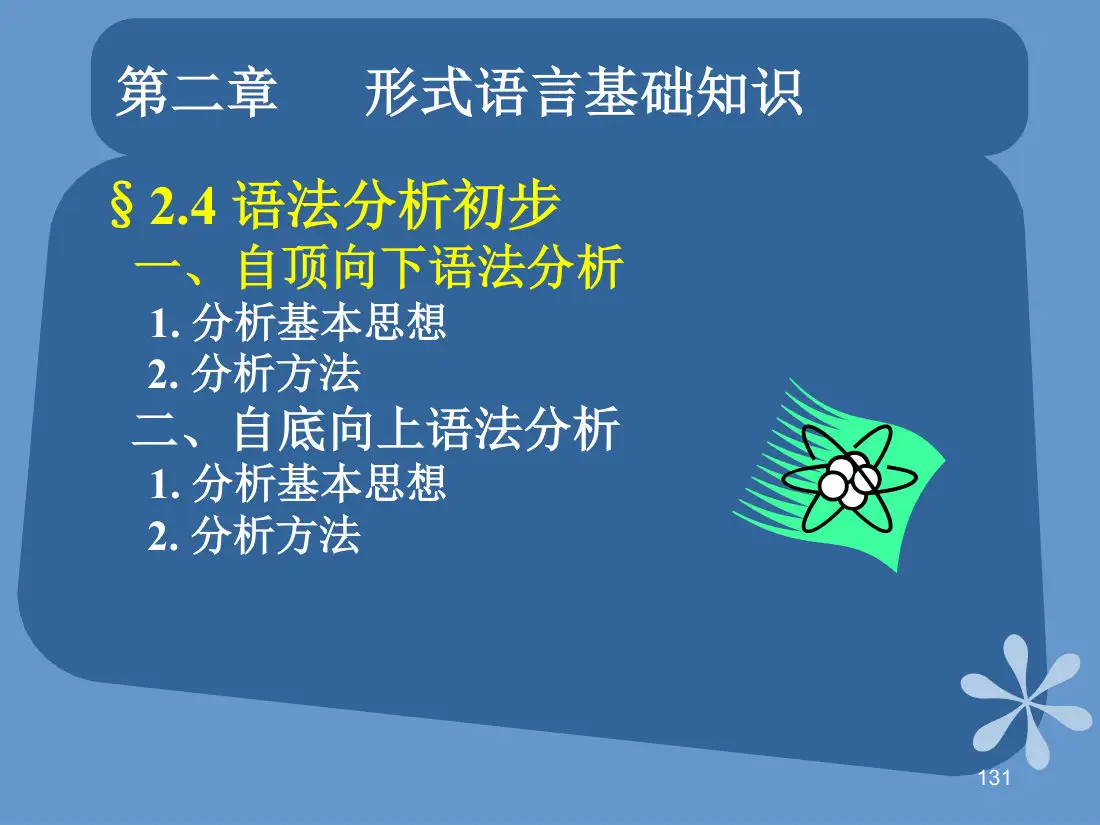 第二章 形式语言基础知识
§2.4 语法分析初步
一、自顶向下语法分析
1. 分析基本思想
2. 分析方法
二、自底向上语法分析
1. 分析基本思想
2. 分析方法
131